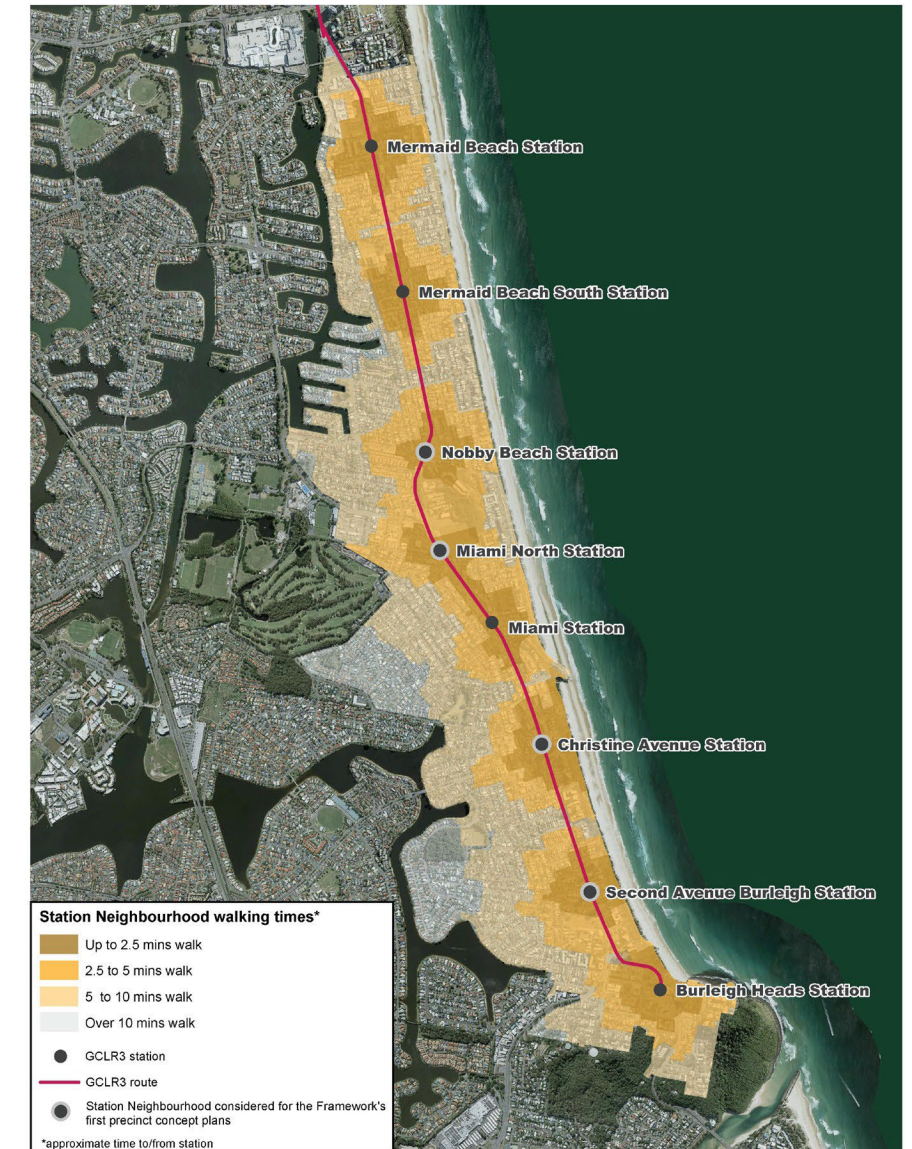 Mermaid Beach Station
Mermaid Beach South Station
Nobby Beach Station
Miami North Station
Miami Station
Christine Avenue Station
Second Avenue Burleigh Station
Burleigh Heads Station
Station Neighbourhood walking times*
Up to 2.5 mins walk
2.5 to 5 mins walk
5 to 10 mins walk
Over 10 mins walk
GCLR3 station
GCLR3 route
Station Neighbourhood considered for the Framework's
first precinct concept plans
*approximate time to/from station